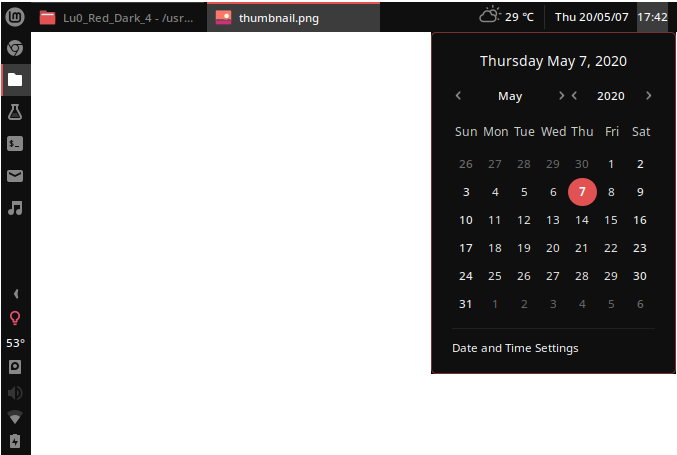 Lu0_Red_Dark_4 - /usr...
thumbnail.png
29 °C
Thu 20/05/07
17:42
Thursday May 7, 2020
May
2020
Sun Mon Tue Wed Thu Fri Sat
26 27 28 29 30 1 2
3 4 5 6 7 8 9
10 11 12 13 14 15 16
17 18 19 20 21 22 23
24 25 26 27 28 29 30
31 1 2 3 4 5 6
Date and Time Settings
53°